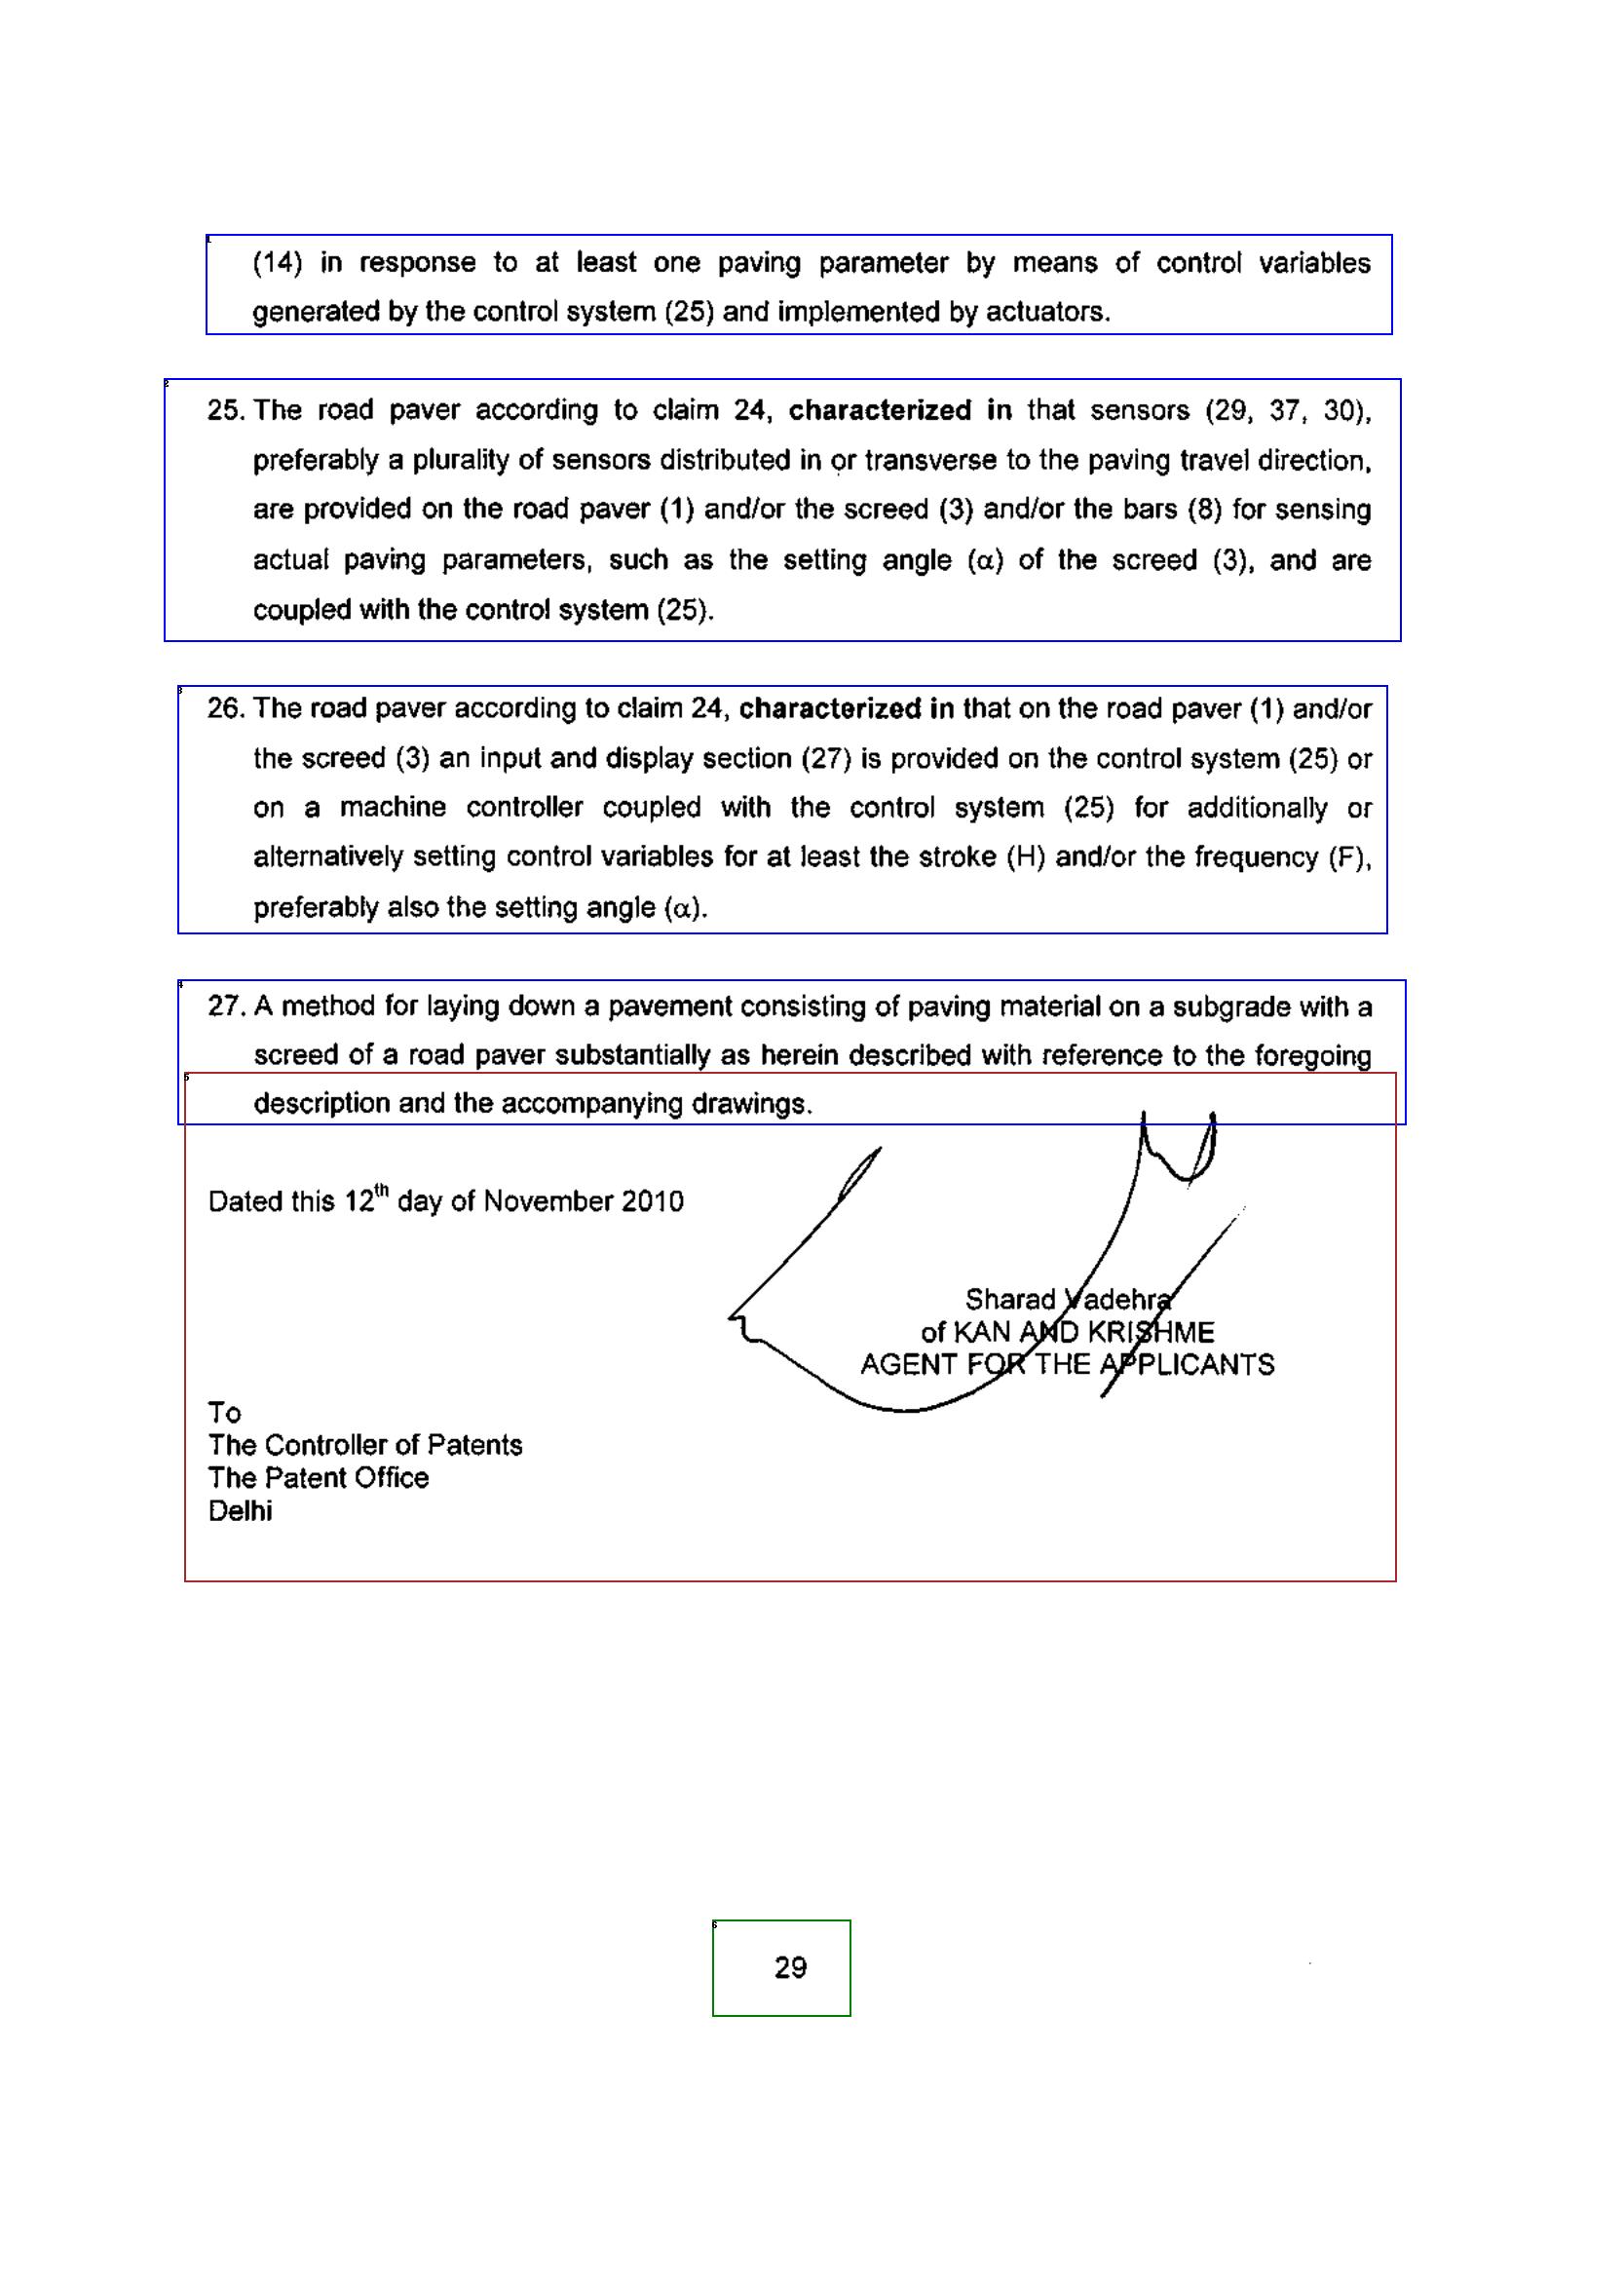 (14) in response to at least one paving parameter by means of control variables
generated by the control system (25) and implemented by actuators.
25. The road paver according to claim 24, characterized in that sensors (29, 37, 30),
preferably a plurality of sensors distributed in or transverse to the paving travel direction,
are provided on the road paver (1) and/or the screed (3) and/or the bars (8) for sensing
actual paving parameters, such as the setting angle (α) of the screed (3), and are
coupled with the control system (25).
26. The road paver according to claim 24, characterized in that on the road paver (1) and/or
the screed (3) an input and display section (27) is provided on the control system (25) or
on a machine controller coupled with the control system (25) for additionally or
alternatively setting control variables for at least the stroke (H) and/or the frequency (F),
preferably also the setting angle (α).
27. A method for laying down a pavement consisting of paving material on a subgrade with a
screed of a road paver substantially as herein described with reference to the foregoing
description and the accompanying drawings.
Dated this 12th day of November 2010
Sharad Vadehra
of KAN AND KRISHME
AGENT FOR THE APPLICANTS
To
The Controller of Patents
The Patent Office
Delhi
29